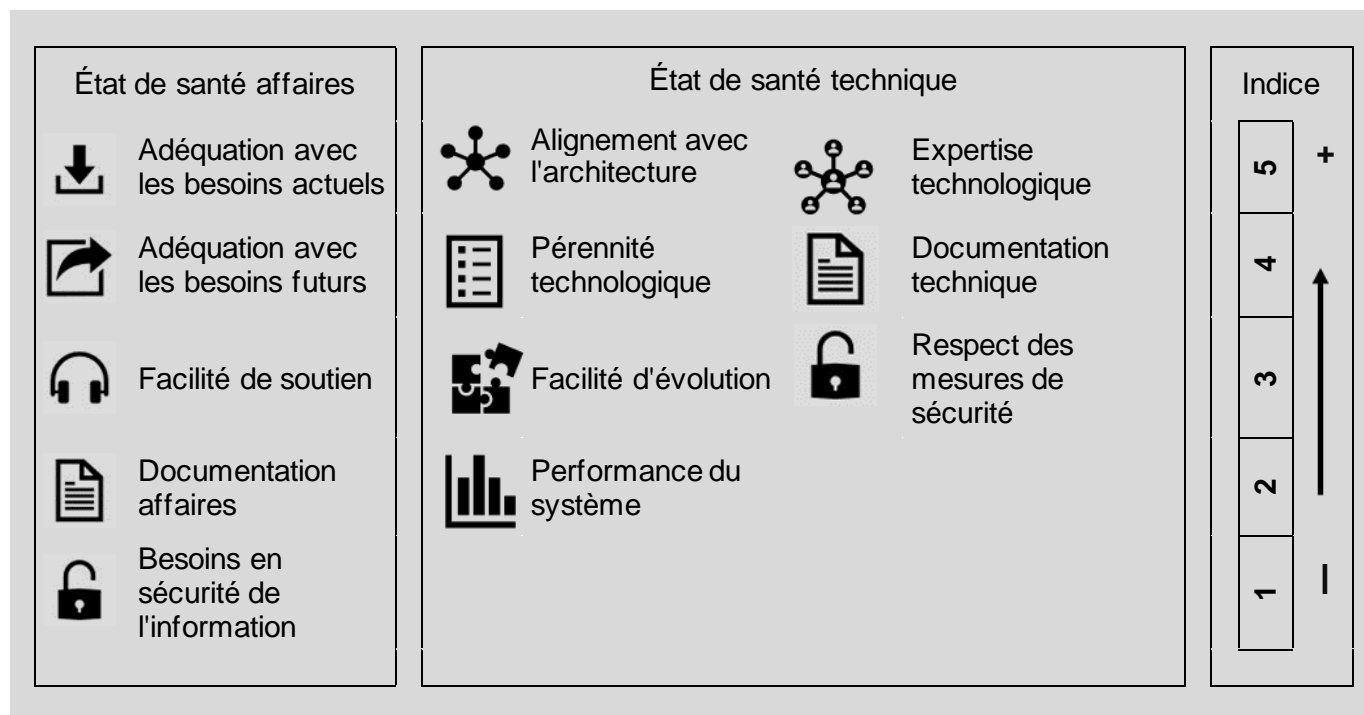 État de santé affaires
Adéquation avec
les besoins actuels
Adéquation avec
les besoins futurs
Facilité de soutien
Documentation
affaires
Besoins en
sécurité de
l'information
État de santé technique
Alignement avec
l'architecture
Pérennité
technologique
Facilité d'évolution
Performance du
système
Expertise
technologique
Documentation
technique
Respect des
mesures de
sécurité
Indice
5 +
4
3
2
1 –